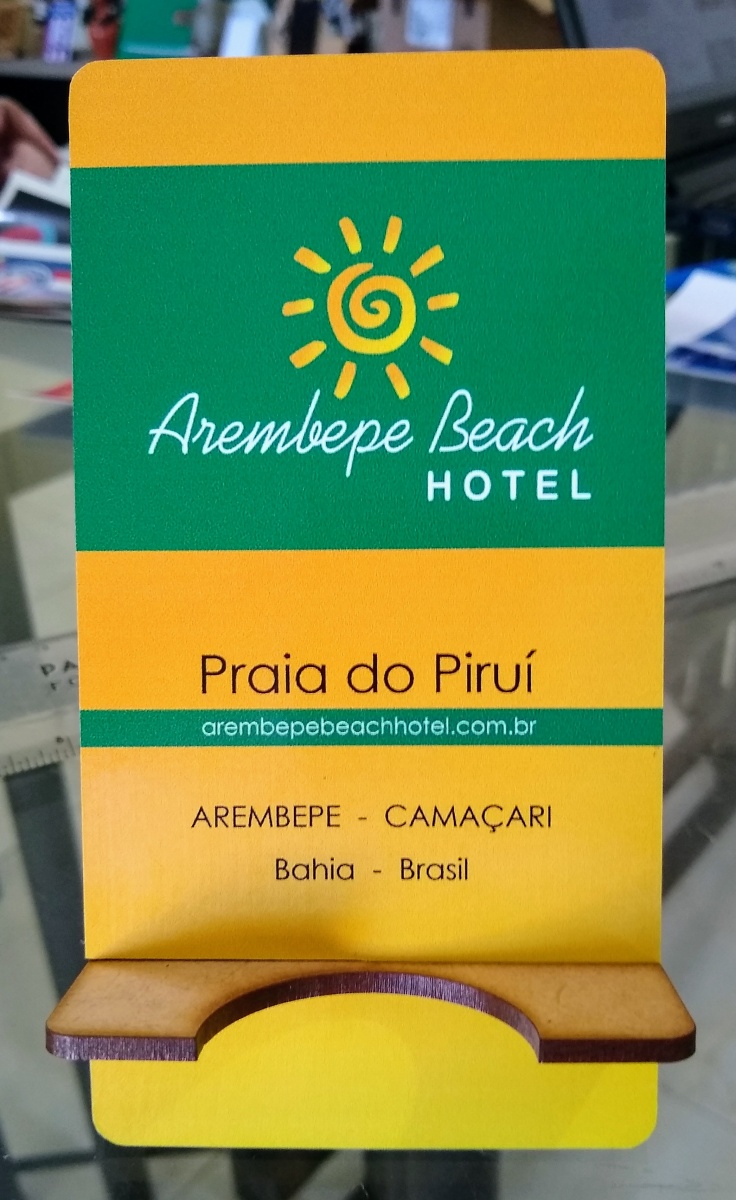 Arembepe Beach
HOTEL
Praia do Piruí
arembepebeachhotel.com.br
AREMBEPE - CAMAÇARI
Bahia - Brasil